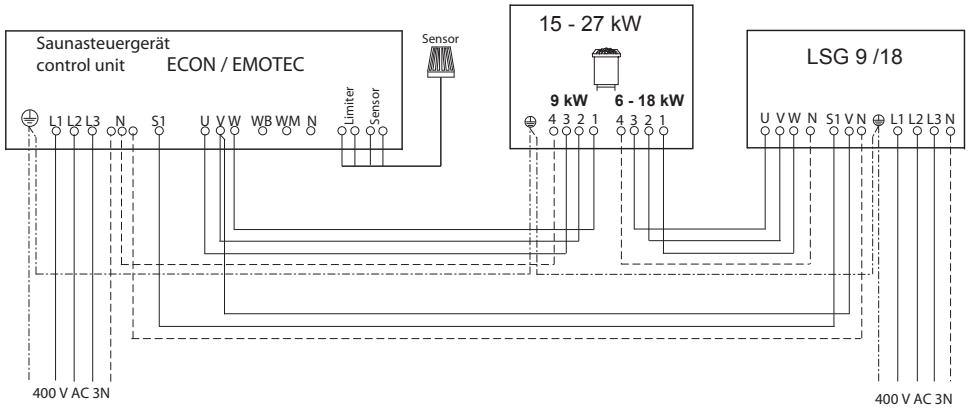 Saunasteuergerät
control unit ECON / EMOTEC
L1 L2 L3 N S1 U V W WB WM N Limiter Sensor
Sensor
15 - 27 kW
9 kW 6 - 18 kW
4 3 2 1 4 3 2 1
LSG 9 /18
U V W N S1 V N L1 L2 L3 N
400 V AC 3N
400 V AC 3N